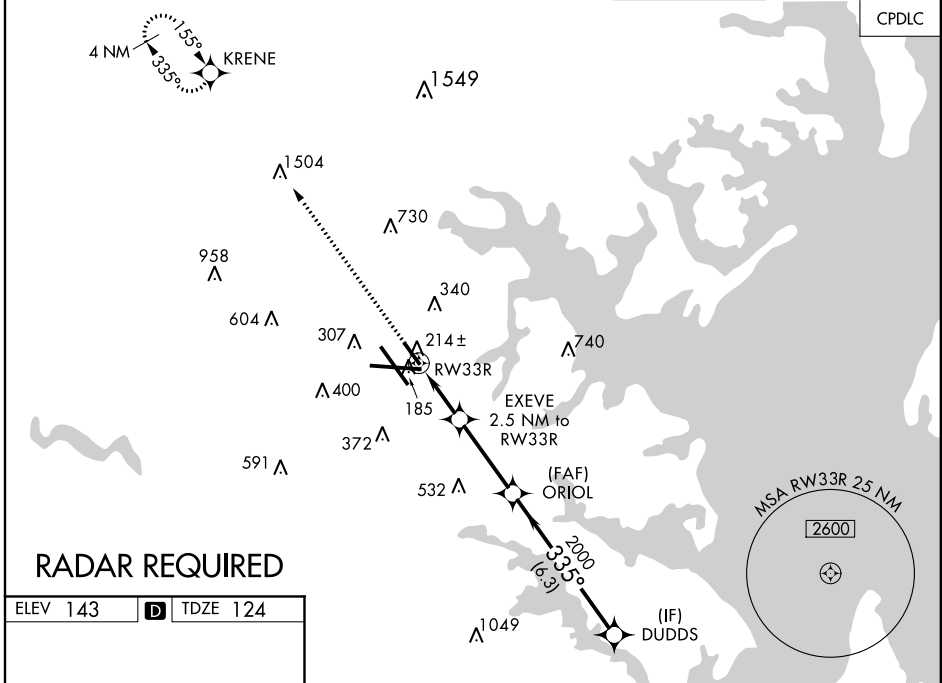 CPDLC
155°
4 NM
335°
KRENE
1549
1504
730
958
340
604
307
214±
740
RW33R
400
185
EXEVE
2.5 NM to
RW33R
372
591
(FAF)
ORIOL
532
MSA RW33R 25 NM
2600
2000
335°
(6.3)
RADAR REQUIRED
ELEV 143 D TDZE 124
1049
(IF)
DUDDS